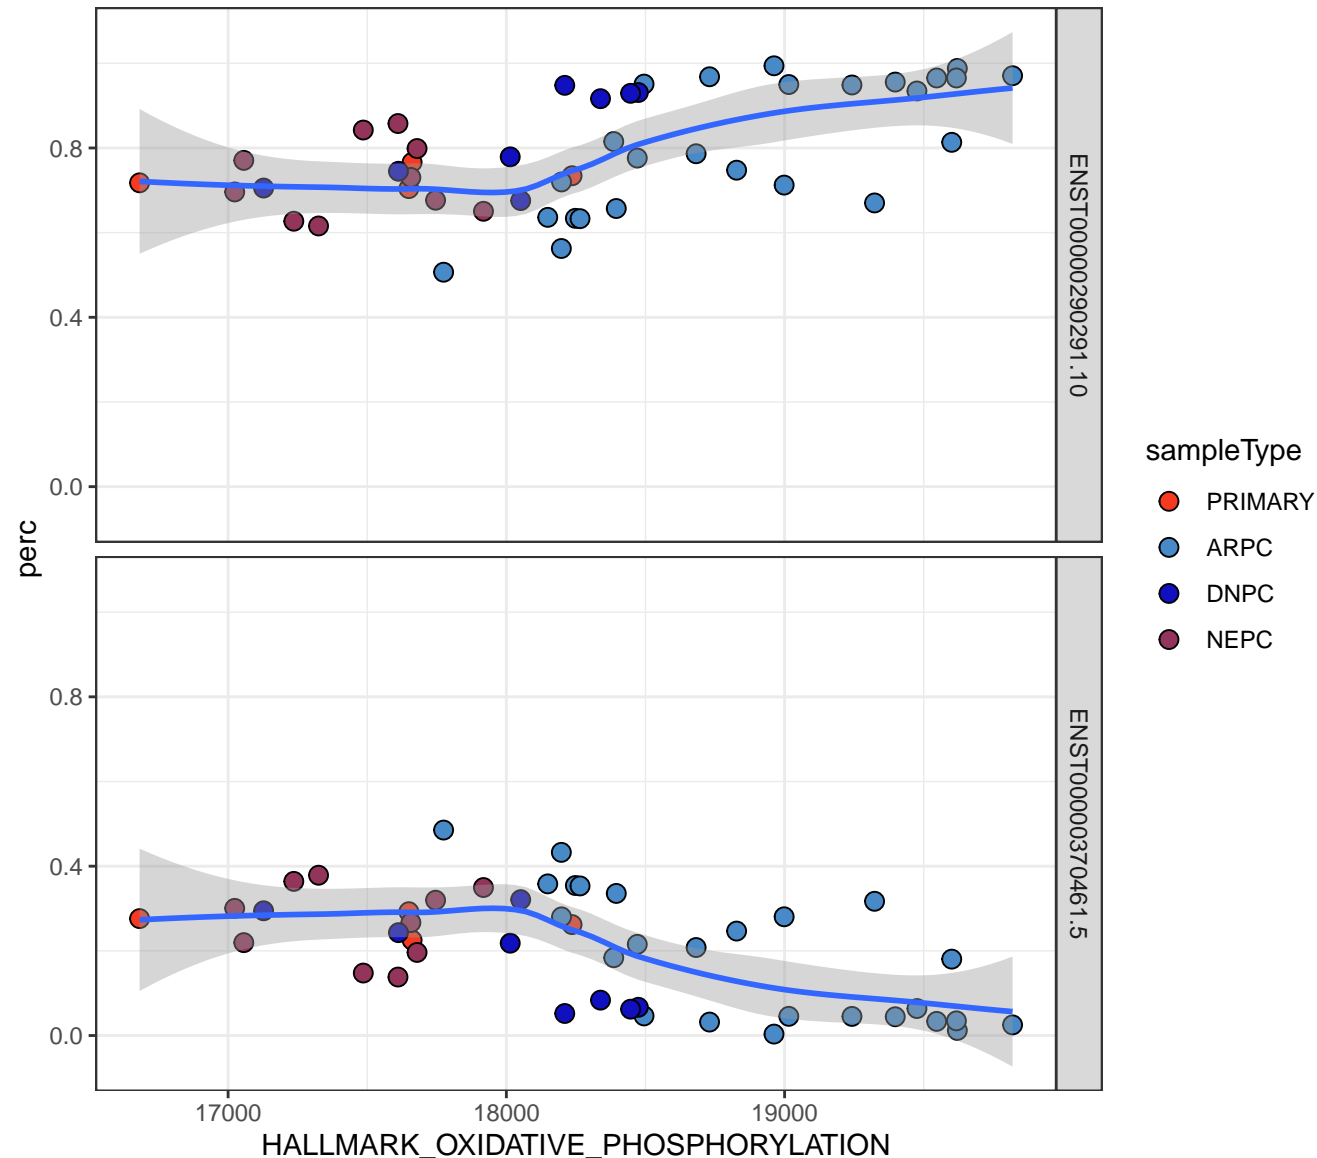 perc
0.8
0.4
0.0
ENST00000290291.10
0.8
0.4
0.0
ENST00000370461.5
17000
18000
19000
HALLMARK_OXIDATIVE_PHOSPHORYLATION
sampleType
PRIMARY
ARPC
DNPC
NEPC